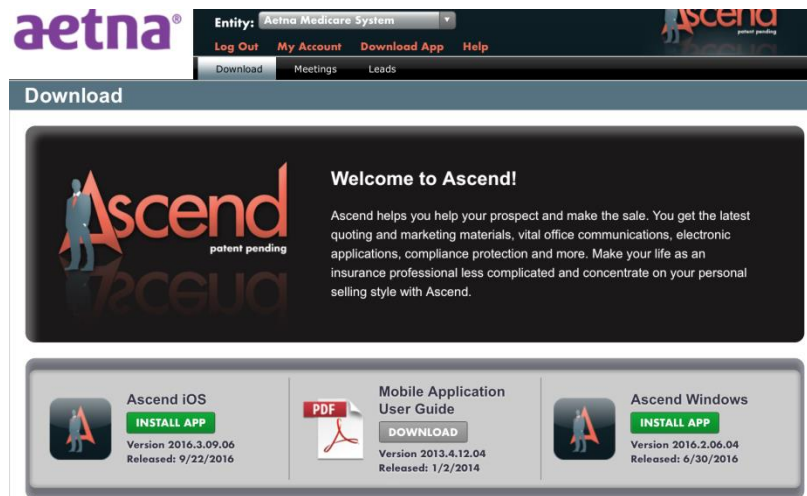 aetna®
Entity: Aetna Medicare System
Log Out My Account Download App Help
Ascend
patent pending
Download Meetings Leads
Download
Ascend
patent pending
Welcome to Ascend!
Ascend helps you help your prospect and make the sale. You get the latest
quoting and marketing materials, vital office communications, electronic
applications, compliance protection and more. Make your life as an
insurance professional less complicated and concentrate on your personal
selling style with Ascend.
Ascend iOS
INSTALL APP
Version 2016.3.09.06
Released: 9/22/2016
PDF
Mobile Application
User Guide
DOWNLOAD
Version 2013.4.12.04
Released: 1/2/2014
Ascend Windows
INSTALL APP
Version 2016.2.06.04
Released: 6/30/2016